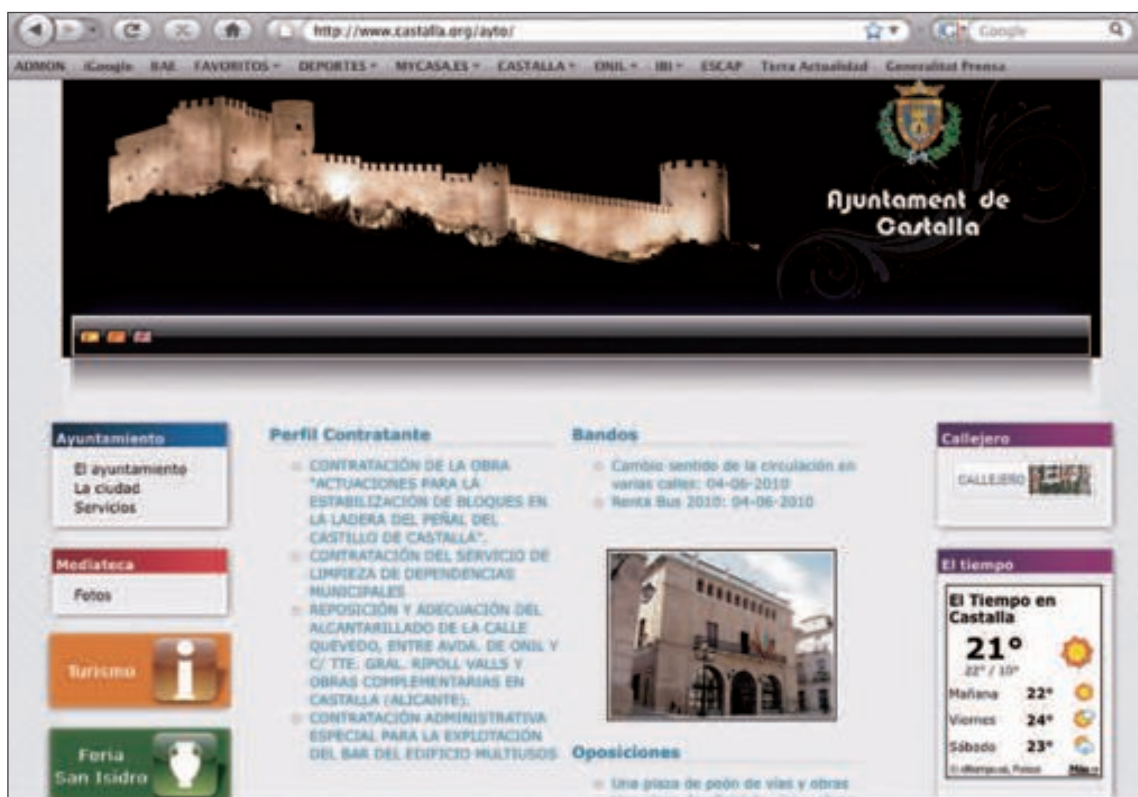 http://www.castalla.org/ayto/
Google
ADMON iGoogle BAE FAVORITOS DEPORTES MYCASA.ES CASTALLA ONIL IBI ESCAP Terra Actualidad Generalitat Prensa
Ajuntament de
Castalla
Ayuntamiento
El ayuntamiento
La ciudad
Servicios
Mediateca
Fotos
Turismo
Feria
San Isidro
Perfil Contratante
CONTRATACIÓN DE LA OBRA
"ACTUACIONES PARA LA
ESTABILIZACIÓN DE BLOQUES EN
LA LADERA DEL PEÑAL DEL
CASTILLO DE CASTALLA".
CONTRATACIÓN DEL SERVICIO DE
LIMPIEZA DE DEPENDENCIAS
MUNICIPALES
REPOSICIÓN Y ADECUACIÓN DEL
ALCANTARILLADO DE LA CALLE
QUEVEDO, ENTRE AVDA. DE ONIL Y
C/ TTE. GRAL. RIPOLL VALLS Y
OBRAS COMPLEMENTARIAS EN
CASTALLA (ALICANTE).
CONTRATACIÓN ADMINISTRATIVA
ESPECIAL PARA LA EXPLOTACIÓN
DEL BAR DEL EDIFICIO MULTIUSOS
Bandos
Cambio sentido de la circulación en
varias calles: 04-06-2010
Renta Bus 2010: 04-06-2010
Oposiciones
Una plaza de peón de vías y obras
Callejero
CALLEJERO
El tiempo
El Tiempo en
Castalla
21°
22° / 10°
Mañana 22°
Viernes 24°
Sábado 23°
Más